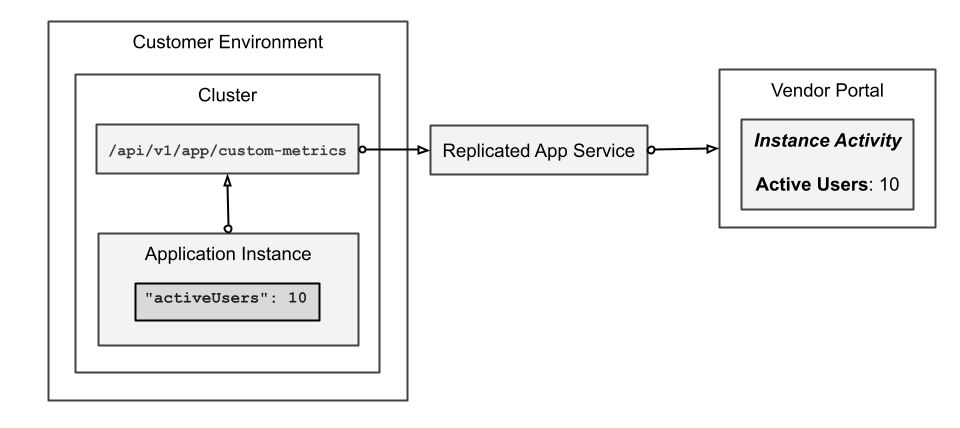 Customer Environment
Cluster
/api/v1/app/custom-metrics
Application Instance
"activeUsers": 10
Replicated App Service
Vendor Portal
Instance Activity
Active Users: 10